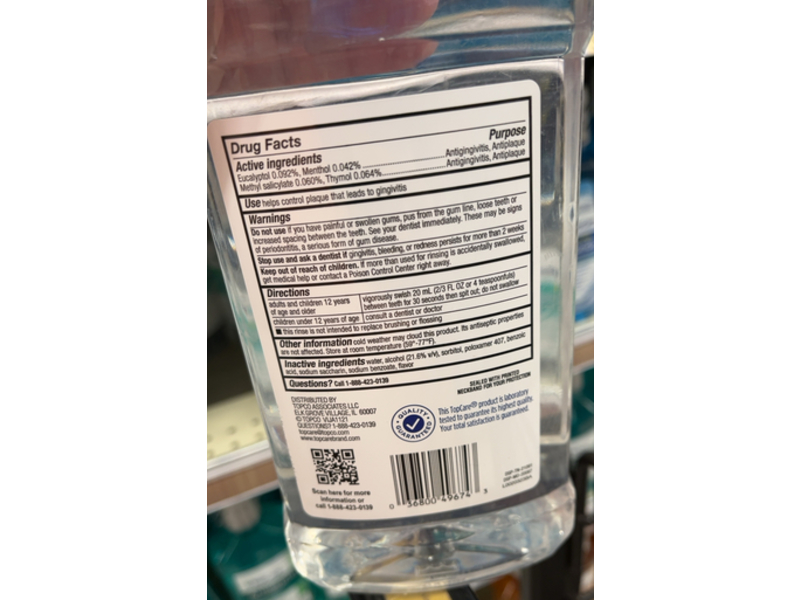 Drug Facts
Active ingredients Purpose
Eucalyptol 0.092%, Menthol 0.042% Antigingivitis, Antiplaque
Methyl salicylate 0.060%, Thymol 0.064% Antigingivitis, Antiplaque
Use helps control plaque that leads to gingivitis
Warnings
Do not use if you have painful or swollen gums, pus from the gum line, loose teeth or
increased spacing between the teeth. See your dentist immediately. These may be signs
of periodontitis, a serious form of gum disease.
Stop use and ask a dentist if gingivitis, bleeding, or redness persists for more than 2 weeks
Keep out of reach of children. If more than used for rinsing is accidentally swallowed,
get medical help or contact a Poison Control Center right away.
Directions
adults and children 12 years vigorously swish 20 mL (2/3 FL OZ or 4 teaspoonfuls)
of age and older between teeth for 30 seconds then spit out; do not swallow
children under 12 years of age consult a dentist or doctor
■ this rinse is not intended to replace brushing or flossing
Other information cold weather may cloud this product. Its antiseptic properties
are not affected. Store at room temperature (59°-77°F).
Inactive ingredients water, alcohol (21.6% v/v), sorbitol, poloxamer 407, benzoic
acid, sodium saccharin, sodium benzoate, flavor
Questions? Call 1-888-423-0139
SEALED WITH PRINTED
NECKBAND FOR YOUR PROTECTION
DISTRIBUTED BY
TOPCO ASSOCIATES LLC
ELK GROVE VILLAGE, IL 60007
© TOPCO VIJA1121
QUESTIONS? 1-888-423-0139
topcare@topco.com
www.topcarebrand.com
QUALITY
GUARANTEED
This TopCare® product is laboratory
tested to guarantee its highest quality.
Your total satisfaction is guaranteed.
Scan here for more
information or
call 1-888-423-0139
0 36800 49674 3